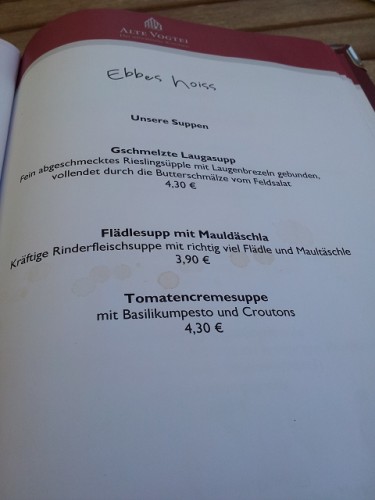 ALTE VOGTEI
Ebbes hoiss
Unsere Suppen
Gschmelzte Laugasupp
Fein abgeschmecktes Rieslingsüpple mit Laugenbrezeln gebunden,
vollendet durch die Butterschmälze vom Feldsalat
4,30 €
Flädlesupp mit Mauldäschla
Kräftige Rinderfleischsuppe mit richtig viel Flädle und Maultäschle
3,90 €
Tomatencremesuppe
mit Basilikumpesto und Croutons
4,30 €